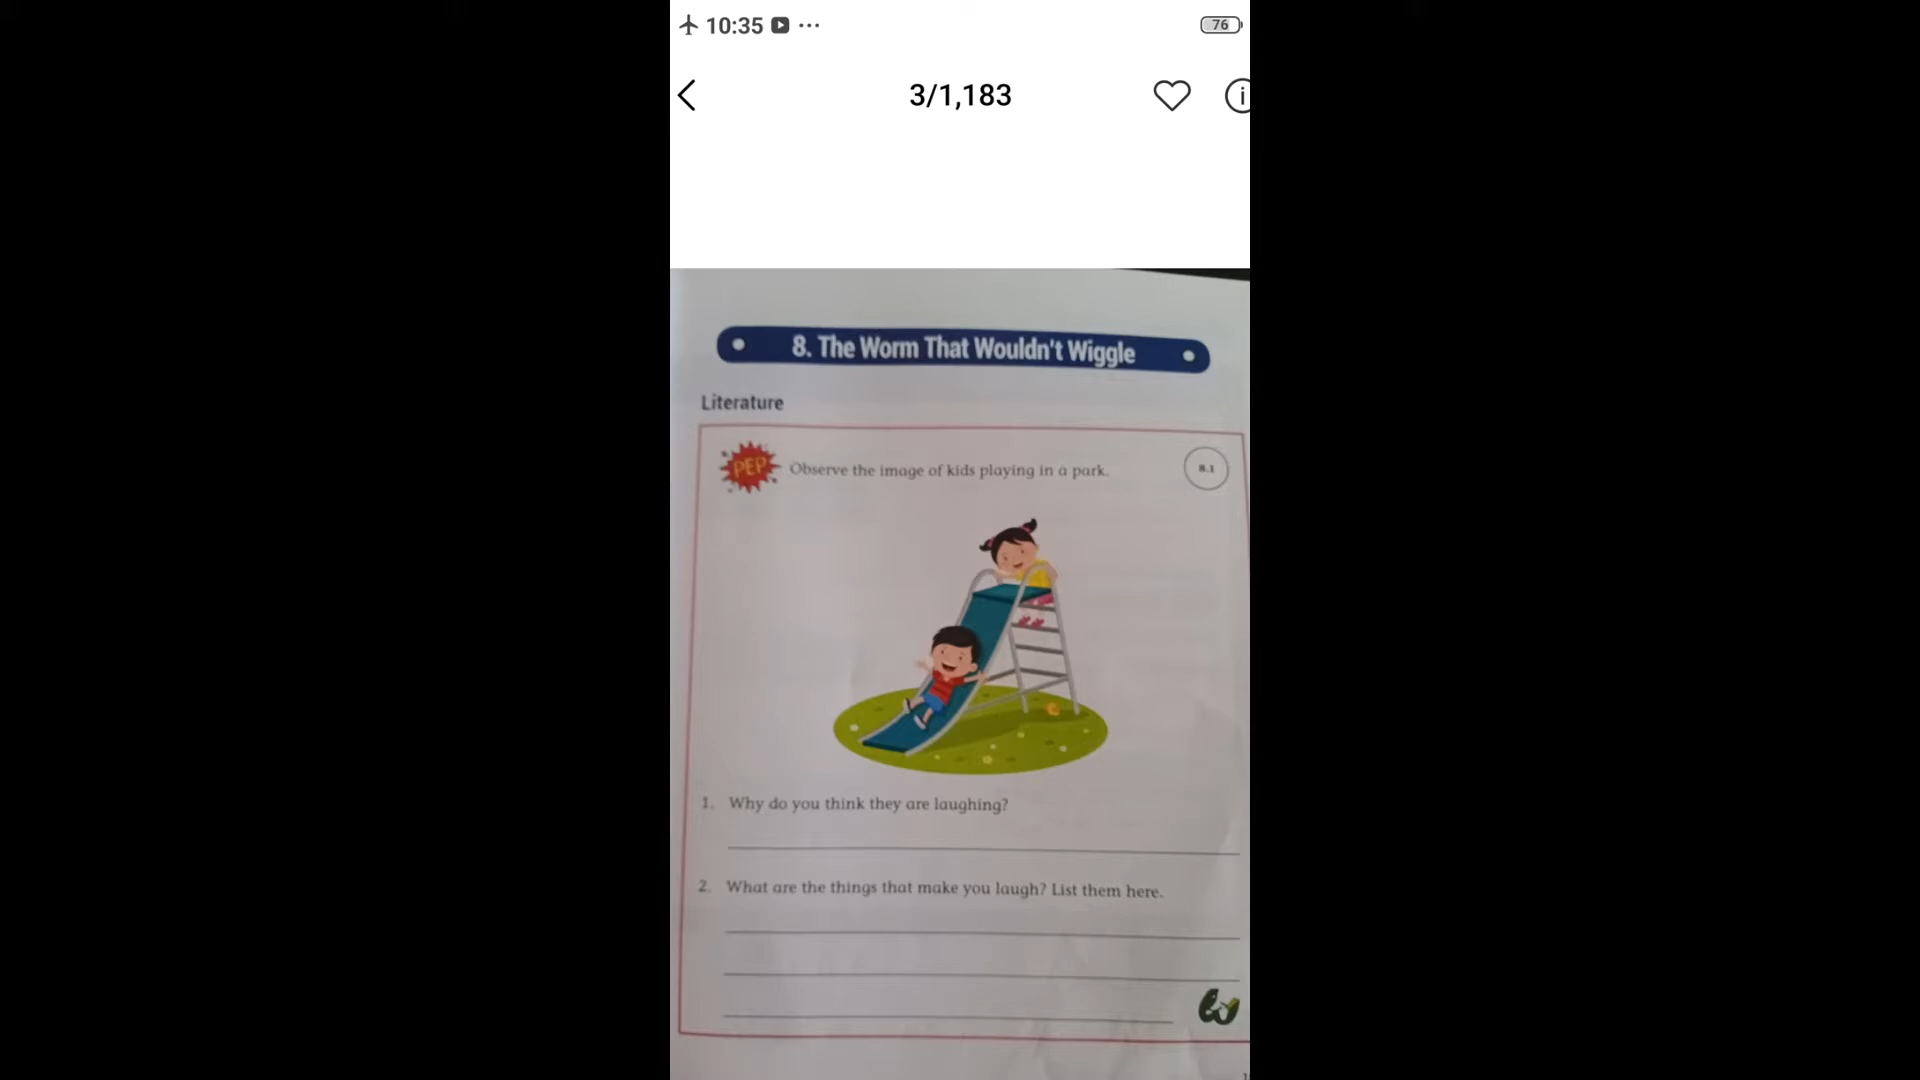 10:35
76
3/1,183
8. The Worm That Wouldn't Wiggle
Literature
PEP Observe the image of kids playing in a park.
8.1
1. Why do you think they are laughing?
2. What are the things that make you laugh? List them here.